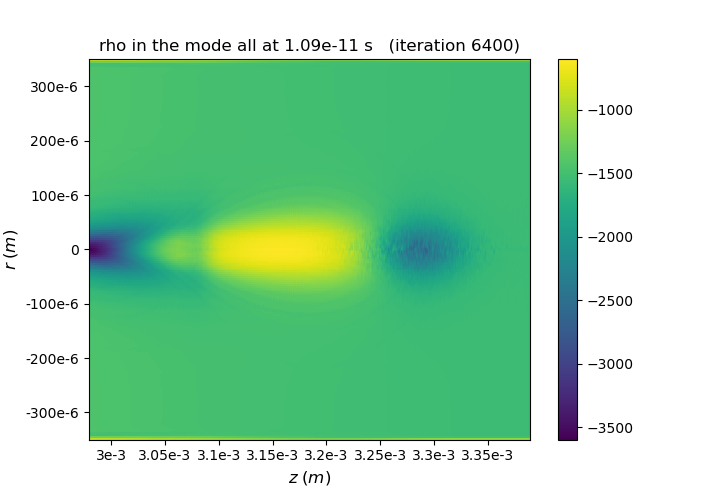 rho in the mode all at 1.09e-11 s (iteration 6400)
300e-6
200e-6
100e-6
0
-100e-6
-200e-6
-300e-6
r (m)
3e-3 3.05e-3 3.1e-3 3.15e-3 3.2e-3 3.25e-3 3.3e-3 3.35e-3
z (m)
−1000
−1500
−2000
−2500
−3000
−3500